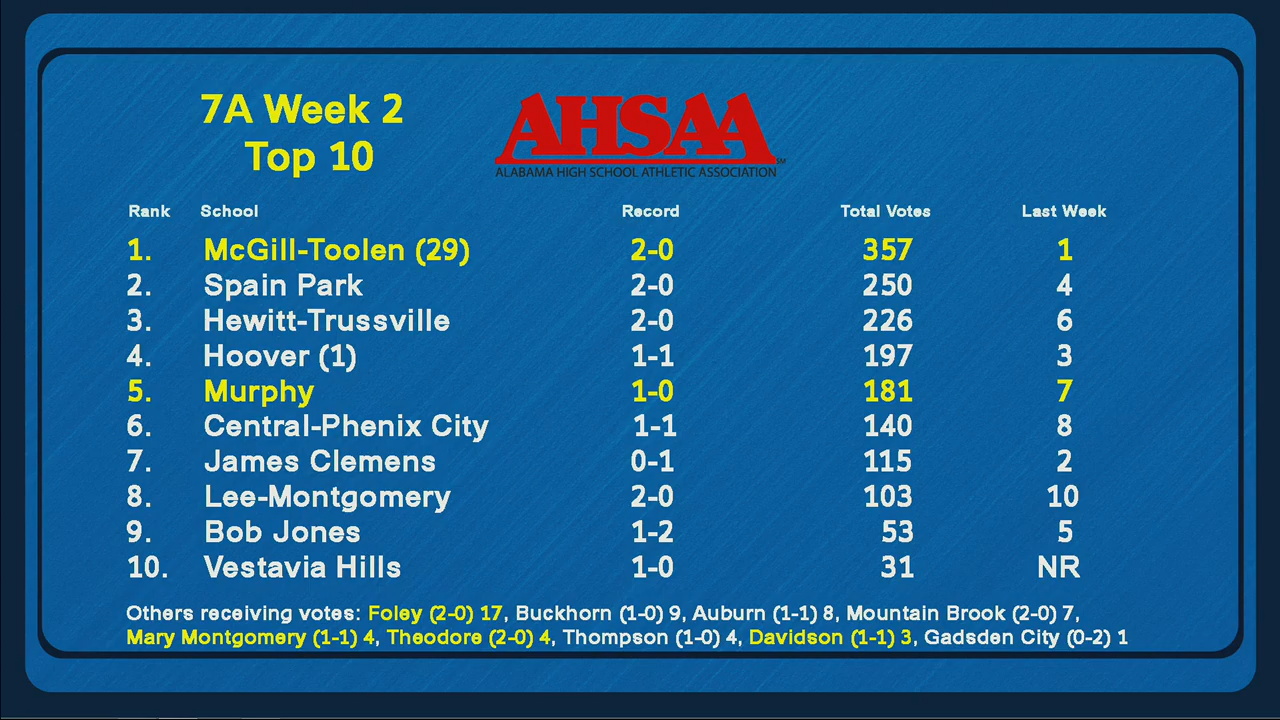 7A Week 2
Top 10
AHSAA
SM
ALABAMA HIGH SCHOOL ATHLETIC ASSOCIATION
Rank School Record Total Votes Last Week
1. McGill-Toolen (29) 2-0 357 1
2. Spain Park 2-0 250 4
3. Hewitt-Trussville 2-0 226 6
4. Hoover (1) 1-1 197 3
5. Murphy 1-0 181 7
6. Central-Phenix City 1-1 140 8
7. James Clemens 0-1 115 2
8. Lee-Montgomery 2-0 103 10
9. Bob Jones 1-2 53 5
10. Vestavia Hills 1-0 31 NR
Others receiving votes: Foley (2-0) 17, Buckhorn (1-0) 9, Auburn (1-1) 8, Mountain Brook (2-0) 7,
Mary Montgomery (1-1) 4, Theodore (2-0) 4, Thompson (1-0) 4, Davidson (1-1) 3, Gadsden City (0-2) 1